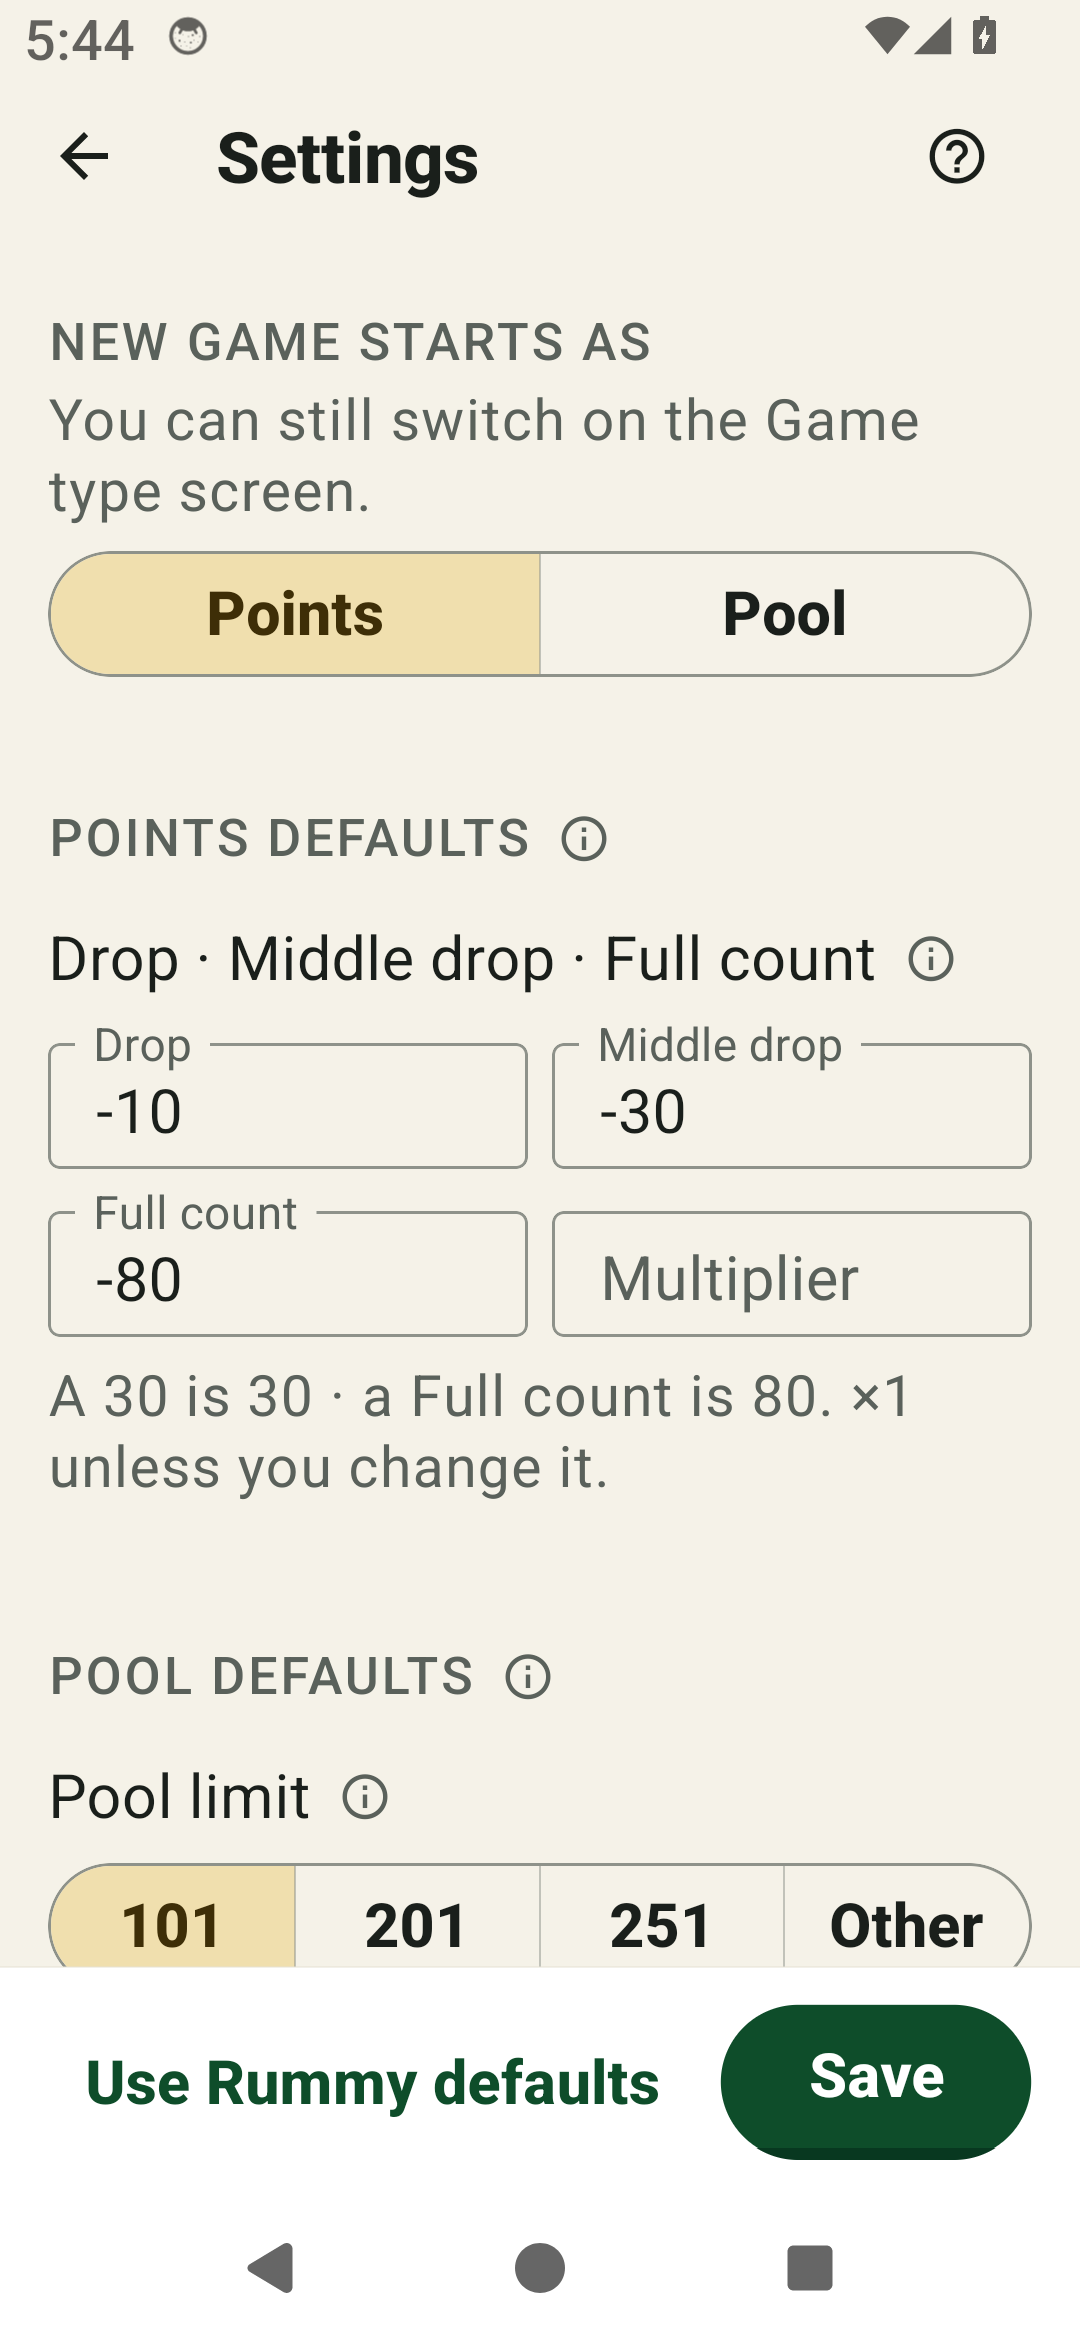 5:44
Settings
NEW GAME STARTS AS
You can still switch on the Game
type screen.
Points
Pool
POINTS DEFAULTS
Drop · Middle drop · Full count
Drop
Middle drop
-10
-30
Full count
-80
Multiplier
A 30 is 30 · a Full count is 80. ×1
unless you change it.
POOL DEFAULTS
Pool limit
101
201
251
Other
Use Rummy defaults
Save